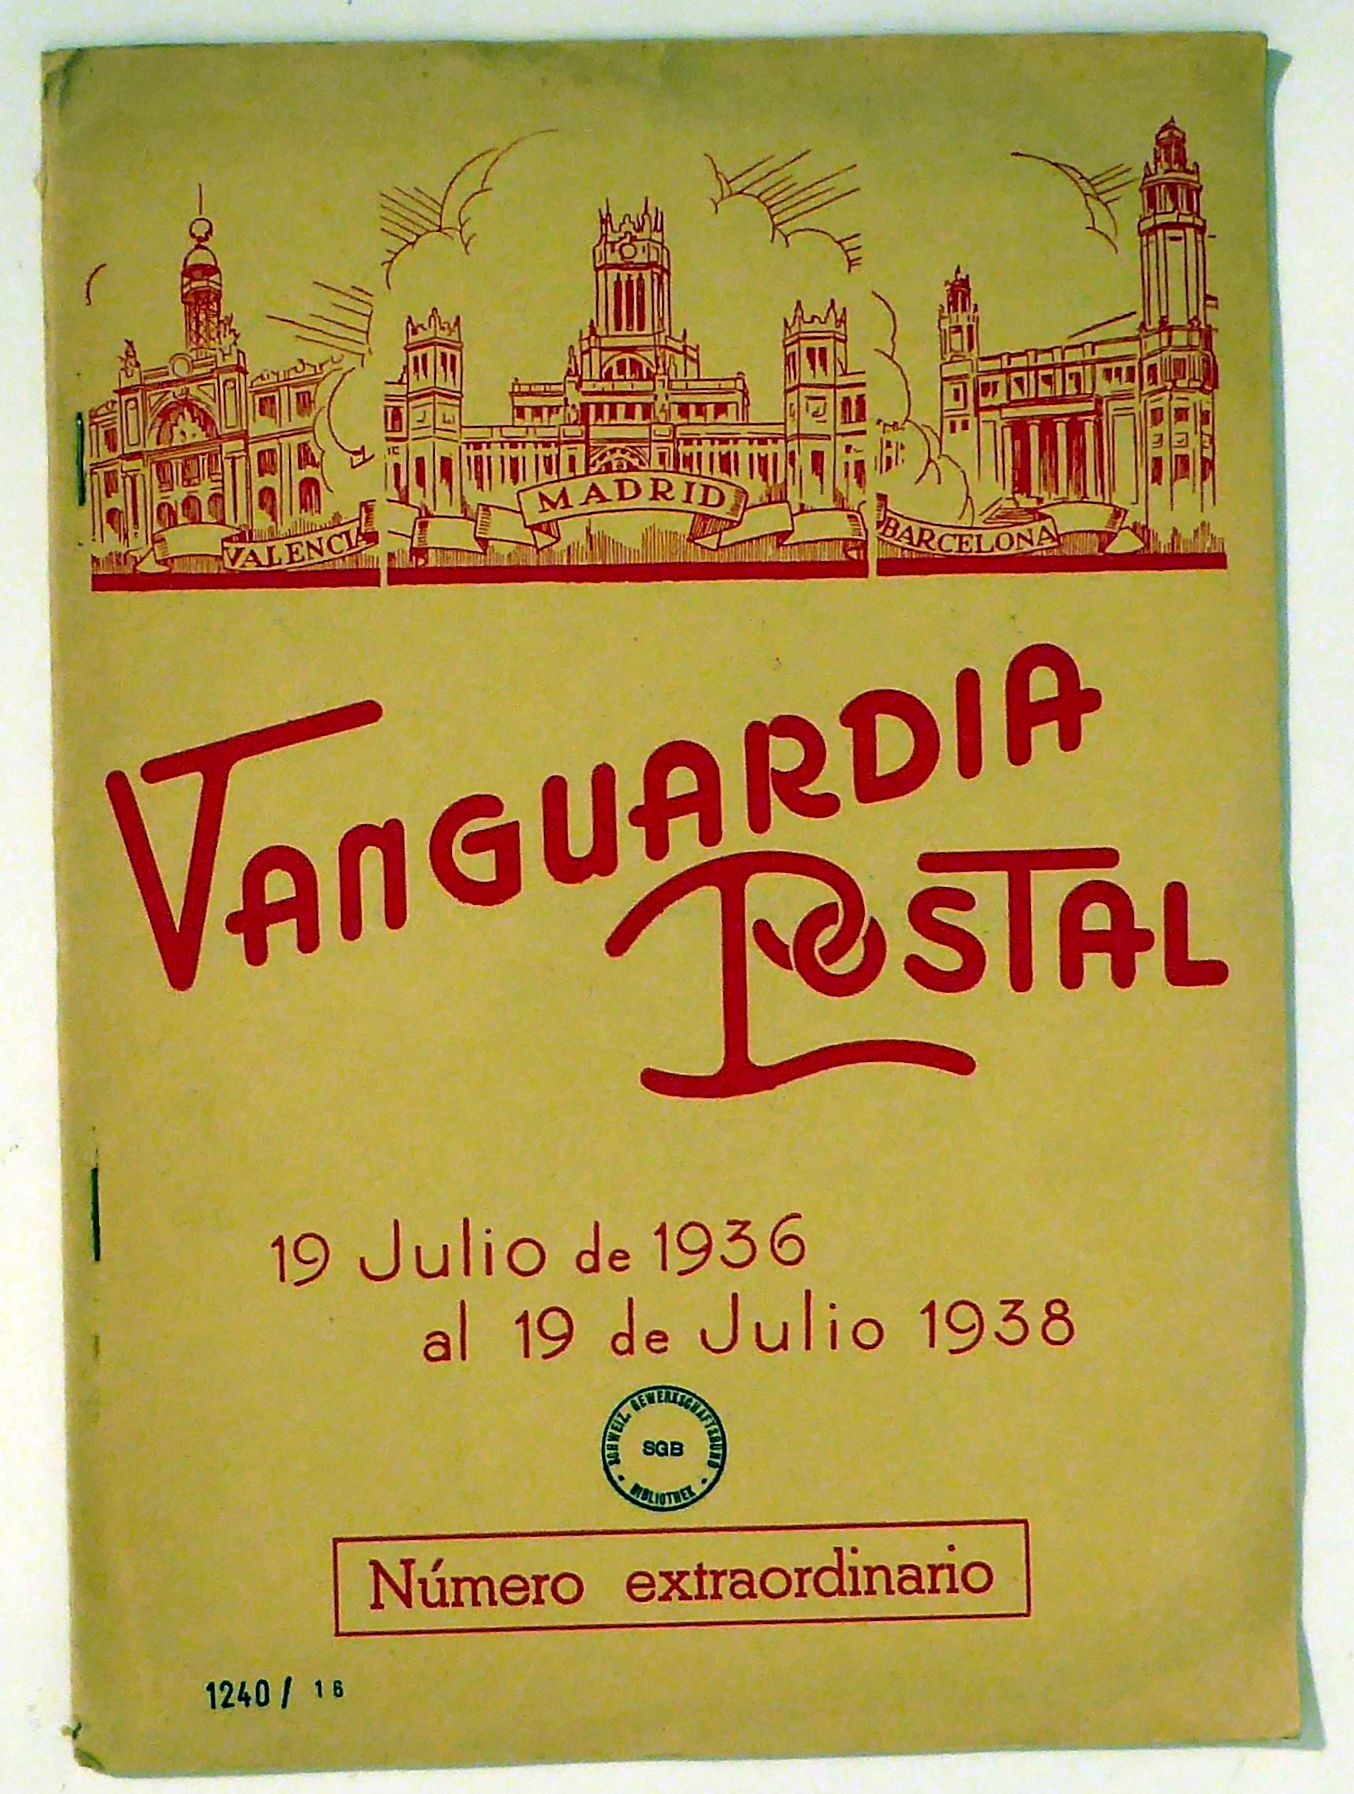 VALENCIA
MADRID
BARCELONA
VANGUARDIA
POSTAL
19 Julio de 1936
al 19 de Julio 1938
SCHWEIZ. GEWERKSCHAFTSBUND
SGB
BIBLIOTHEK
Número extraordinario
1240 / 16